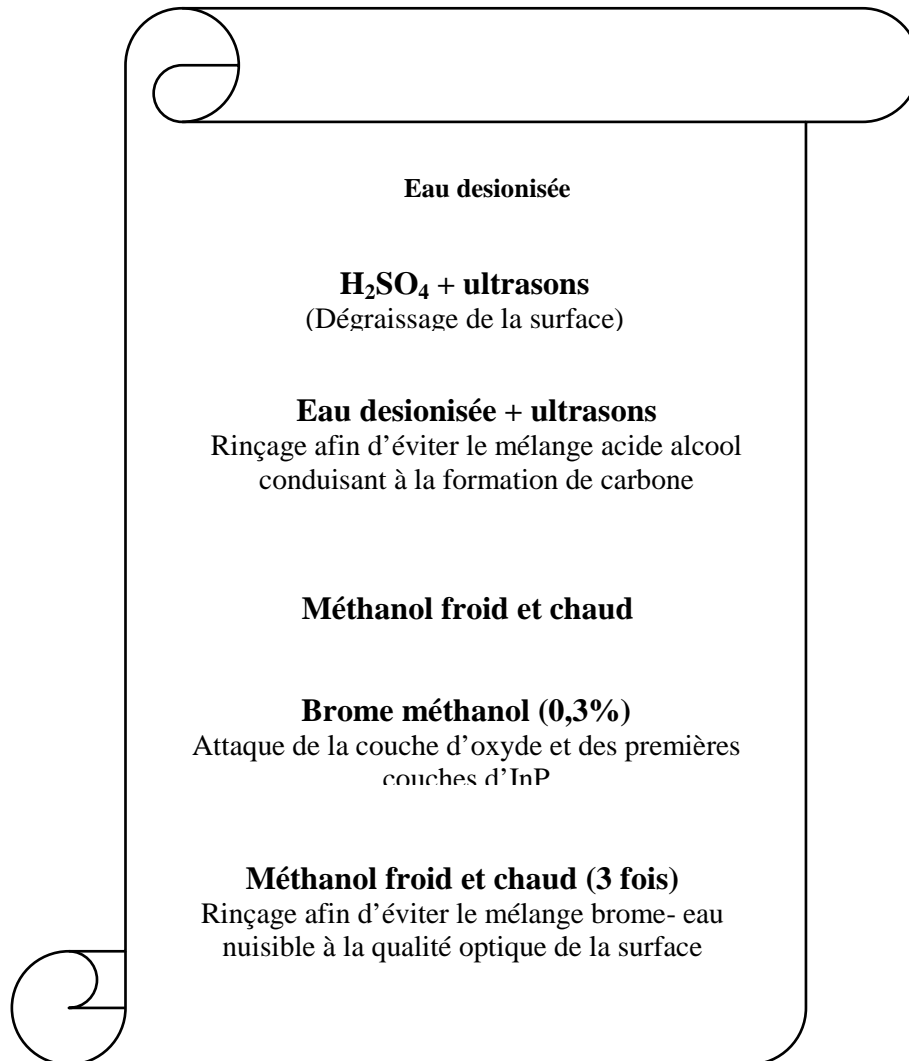 Eau desionisée
H₂SO₄ + ultrasons
(Dégraissage de la surface)
Eau desionisée + ultrasons
Rinçage afin d’éviter le mélange acide alcool
conduisant à la formation de carbone
Méthanol froid et chaud
Brome méthanol (0,3%)
Attaque de la couche d’oxyde et des premières
couches d’InP
Méthanol froid et chaud (3 fois)
Rinçage afin d’éviter le mélange brome- eau
nuisible à la qualité optique de la surface